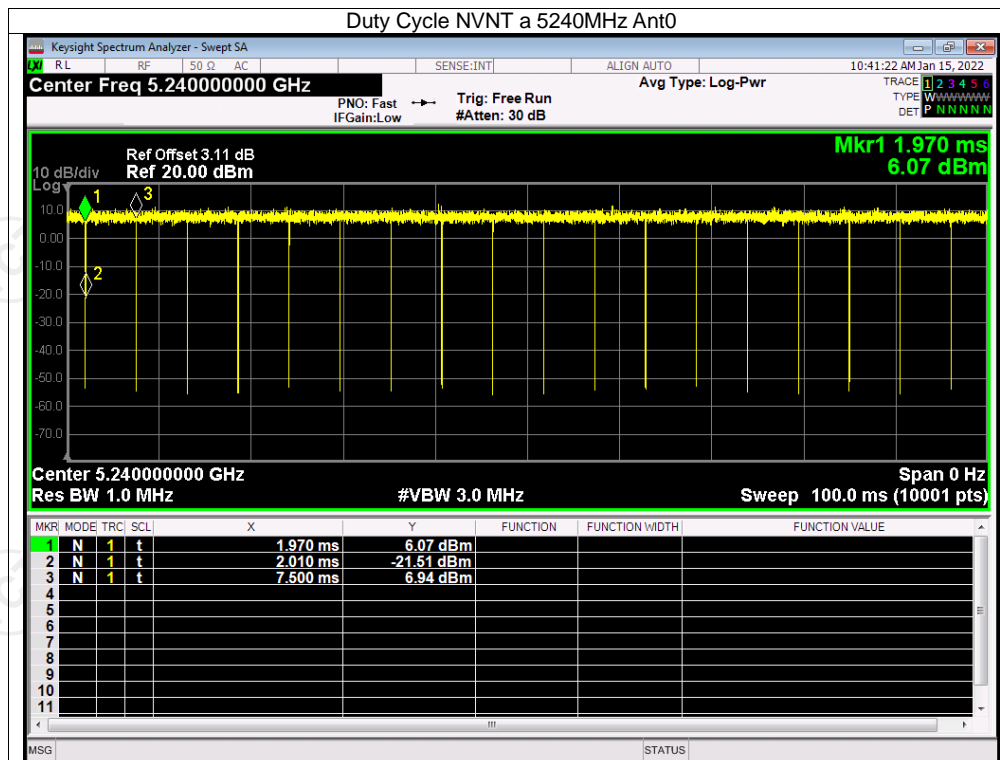 Duty Cycle NVNT a 5240MHz Ant0
Keysight Spectrum Analyzer - Swept SA
LXI RL RF 50 Ω AC SENSE:INT ALIGN AUTO 10:41:22 AM Jan 15, 2022
Center Freq 5.240000000 GHz Avg Type: Log-Pwr TRACE 1 2 3 4 5 6
PNO: Fast Trig: Free Run TYPE WWWWWW
IFGain:Low #Atten: 30 dB DET P N N N N N
Mkr1 1.970 ms
6.07 dBm
Ref Offset 3.11 dB
10 dB/div Ref 20.00 dBm
Log
1
3
10.0
0.00
-10.0
2
-20.0
-30.0
-40.0
-50.0
-60.0
-70.0
Center 5.240000000 GHz Span 0 Hz
Res BW 1.0 MHz #VBW 3.0 MHz Sweep 100.0 ms (10001 pts)
MKR MODE TRC SCL X Y FUNCTION FUNCTION WIDTH FUNCTION VALUE
1 N 1 t 1.970 ms 6.07 dBm
2 N 1 t 2.010 ms -21.51 dBm
3 N 1 t 7.500 ms 6.94 dBm
4
5
6
7
8
9
10
11
MSG STATUS